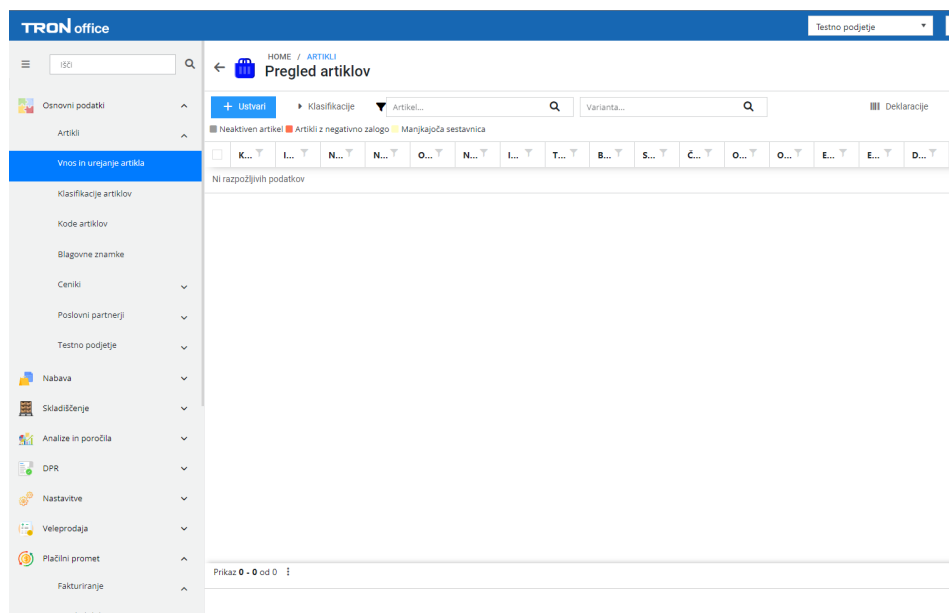 TRON office
Testno podjetje
Išči
HOME / ARTIKLI
Pregled artiklov
+ Ustvari
Klasifikacije
Artikel...
Varianta...
Deklaracije
Neaktiven artikel
Artikli z negativno zalogo
Manjkajoča sestavnica
K... I... N... N... O... N... I... T... B... S... Č... O... O... E... E... D...
Ni razpožljivih podatkov
Osnovni podatki
Artikli
Vnos in urejanje artikla
Klasifikacije artiklov
Kode artiklov
Blagovne znamke
Ceniki
Poslovni partnerji
Testno podjetje
Nabava
Skladiščenje
Analize in poročila
DPR
Nastavitve
Veleprodaja
Plačilni promet
Fakturiranje
Prikaz 0 - 0 od 0